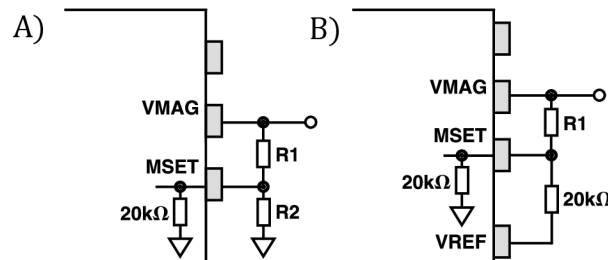 A)
VMAG
MSET
R1
20kΩ
R2
B)
VMAG
R1
MSET
20kΩ
20kΩ
VREF